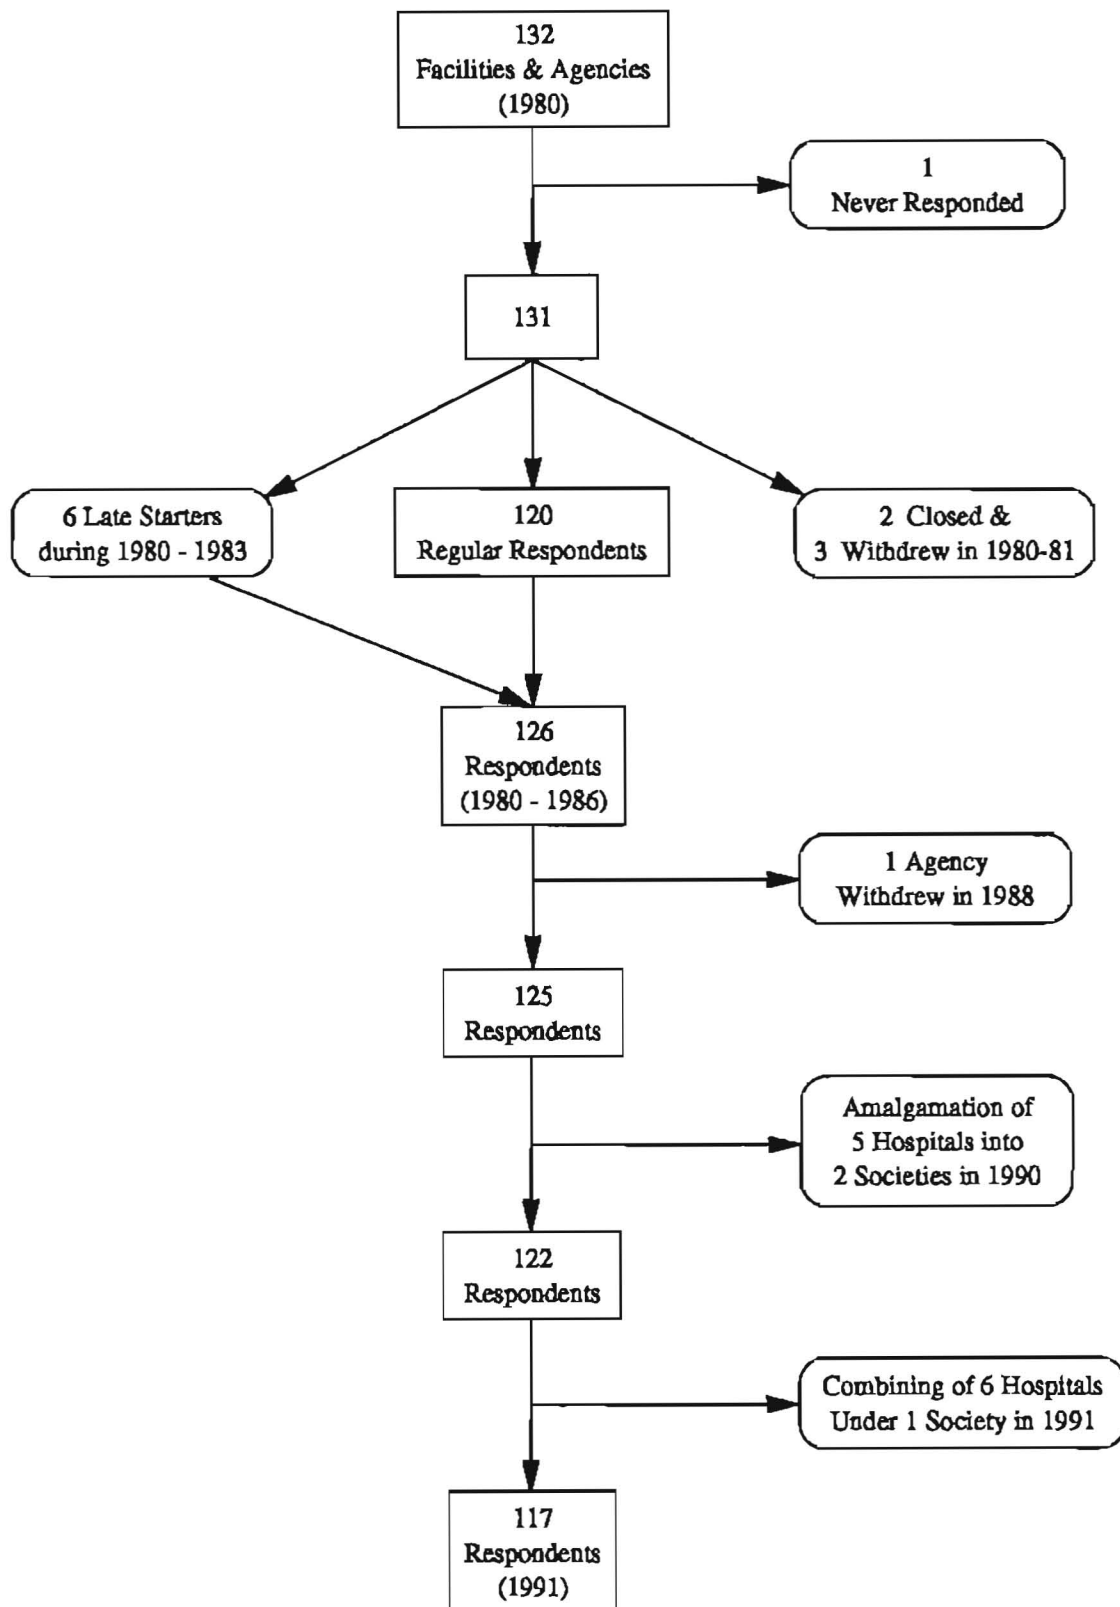 132
Facilities & Agencies
(1980)
1
Never Responded
131
6 Late Starters
during 1980 - 1983
120
Regular Respondents
2 Closed &
3 Withdrew in 1980-81
126
Respondents
(1980 - 1986)
1 Agency
Withdrew in 1988
125
Respondents
Amalgamation of
5 Hospitals into
2 Societies in 1990
122
Respondents
Combining of 6 Hospitals
Under 1 Society in 1991
117
Respondents
(1991)